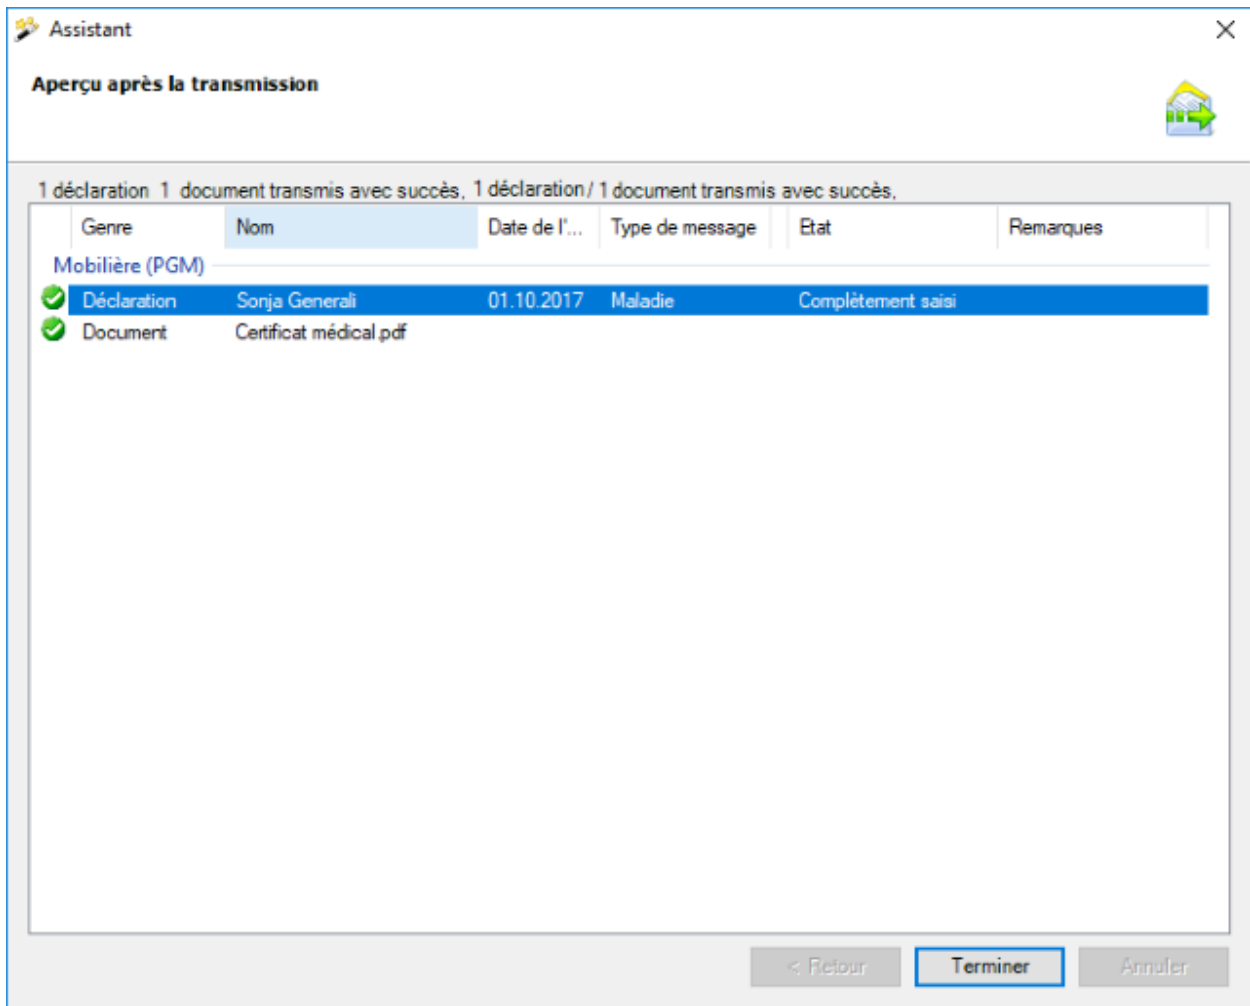 Assistant
Aperçu après la transmission
1 déclaration 1 document transmis avec succès, 1 déclaration / 1 document transmis avec succès,
Genre Nom Date de l'... Type de message Etat Remarques
Mobilière (PGM)
Déclaration Sonja Generali 01.10.2017 Maladie Complètement saisi
Document Certificat médical.pdf
< Retour Terminer Annuler